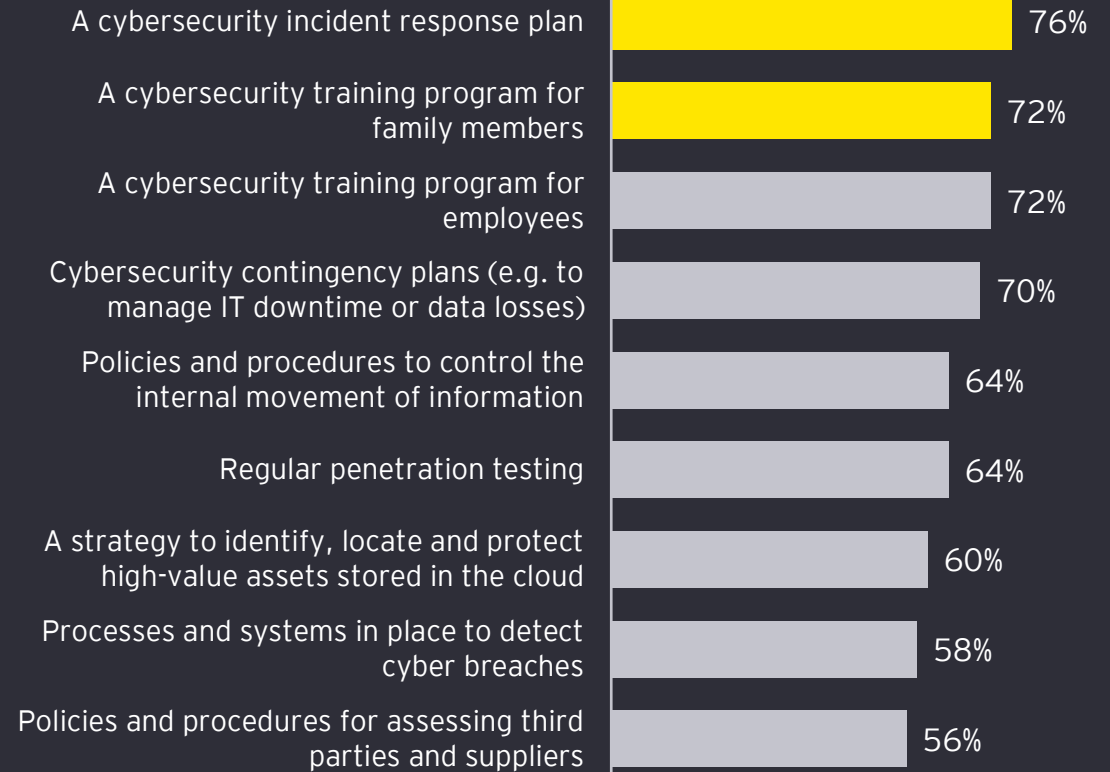 A cybersecurity incident response plan
76%
A cybersecurity training program for
family members
72%
A cybersecurity training program for
employees
72%
Cybersecurity contingency plans (e.g. to
manage IT downtime or data losses)
70%
Policies and procedures to control the
internal movement of information
64%
Regular penetration testing
64%
A strategy to identify, locate and protect
high-value assets stored in the cloud
60%
Processes and systems in place to detect
cyber breaches
58%
Policies and procedures for assessing third
parties and suppliers
56%